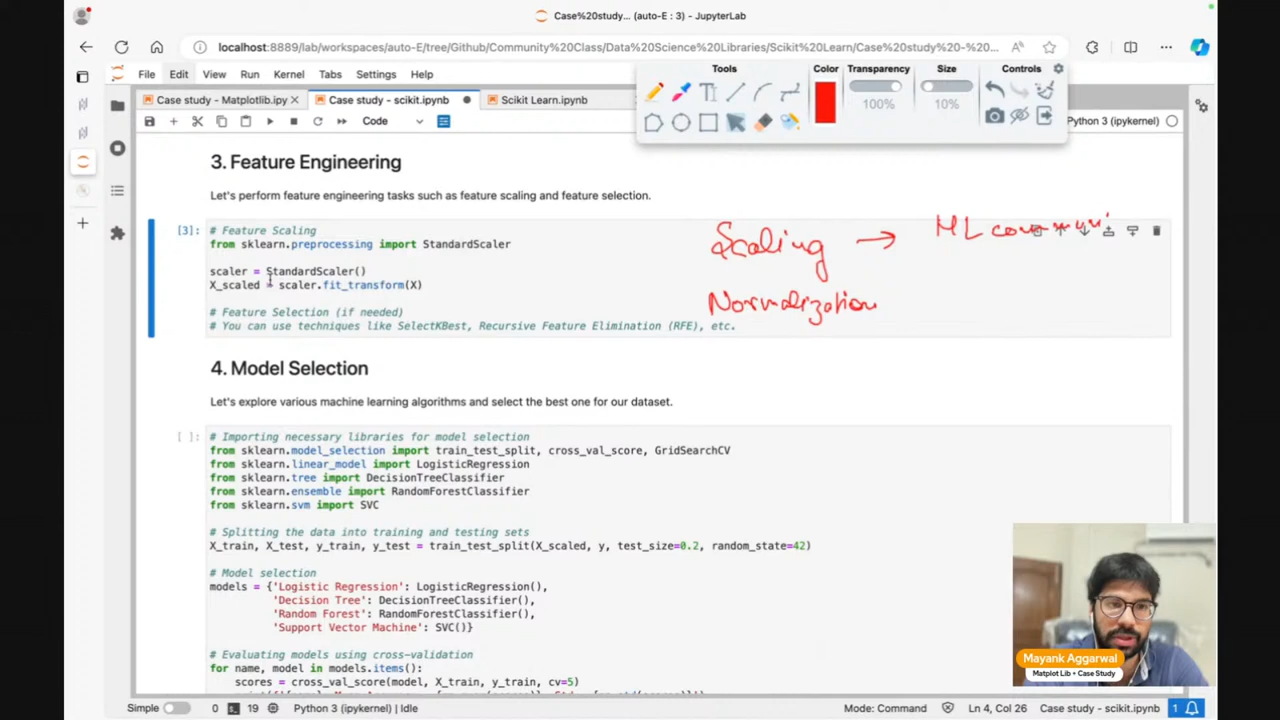 Case%20study... (auto-E : 3) - JupyterLab
localhost:8889/lab/workspaces/auto-E/tree/Github/Community%20Class/Data%20Science%20Libraries/Scikit%20Learn/Case%20study%20-%20-%...
File Edit View Run Kernel Tabs Settings Help
Tools Color Transparency Size Controls
100% 10%
Case study - Matplotlib.ipy
Case study - scikit.ipynb
Scikit Learn.ipynb
Code
Python 3 (ipykernel)
3. Feature Engineering
Let's perform feature engineering tasks such as feature scaling and feature selection.
[3]:
# Feature Scaling
from sklearn.preprocessing import StandardScaler
scaler = StandardScaler()
X_scaled = scaler.fit_transform(X)
# Feature Selection (if needed)
# You can use techniques like SelectKBest, Recursive Feature Elimination (RFE), etc.
Scaling → ML
Normalization
4. Model Selection
Let's explore various machine learning algorithms and select the best one for our dataset.
[ ]:
# Importing necessary libraries for model selection
from sklearn.model_selection import train_test_split, cross_val_score, GridSearchCV
from sklearn.linear_model import LogisticRegression
from sklearn.tree import DecisionTreeClassifier
from sklearn.ensemble import RandomForestClassifier
from sklearn.svm import SVC
# Splitting the data into training and testing sets
X_train, X_test, y_train, y_test = train_test_split(X_scaled, y, test_size=0.2, random_state=42)
# Model selection
models = {'Logistic Regression': LogisticRegression(),
'Decision Tree': DecisionTreeClassifier(),
'Random Forest': RandomForestClassifier(),
'Support Vector Machine': SVC()}
# Evaluating models using cross-validation
for name, model in models.items():
scores = cross_val_score(model, X_train, y_train, cv=5)
Mayank Aggarwal
Matplot Lib + Case Study
Simple 0 19 Python 3 (ipykernel) | Idle
Mode: Command Ln 4, Col 26 Case study - scikit.ipynb 1